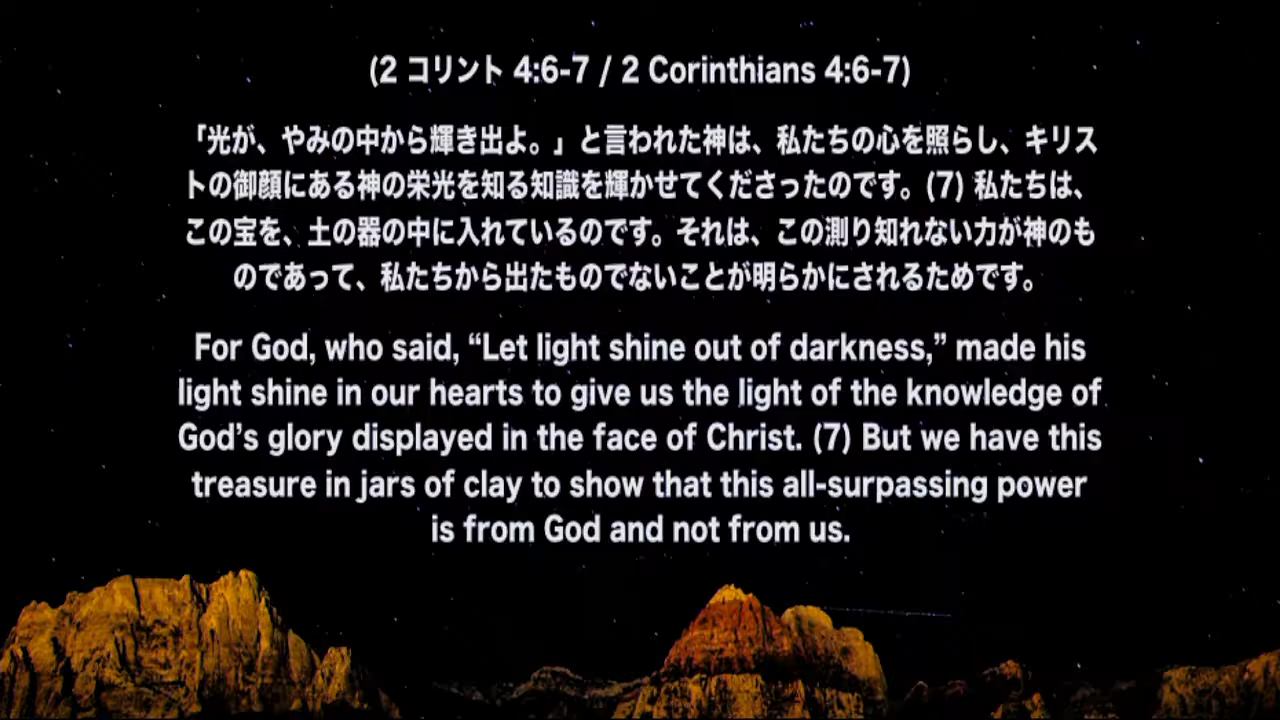 (2 コリント 4:6-7 / 2 Corinthians 4:6-7)
「光が、やみの中から輝き出よ。」と言われた神は、私たちの心を照らし、キリス
トの御顔にある神の栄光を知る知識を輝かせてくださったのです。(7) 私たちは、
この宝を、土の器の中に入れているのです。それは、この測り知れない力が神のも
のであって、私たちから出たものでないことが明らかにされるためです。
For God, who said, “Let light shine out of darkness,” made his
light shine in our hearts to give us the light of the knowledge of
God’s glory displayed in the face of Christ. (7) But we have this
treasure in jars of clay to show that this all-surpassing power
is from God and not from us.